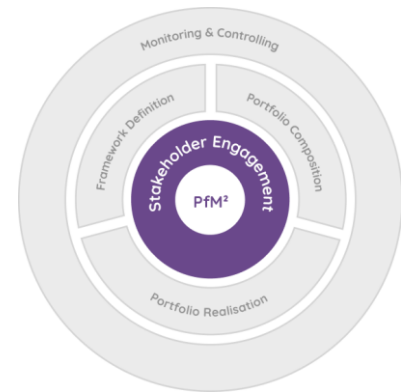 Monitoring & Controlling
Framework Definition
Portfolio Composition
Stakeholder Engagement
PfM²
Portfolio Realisation